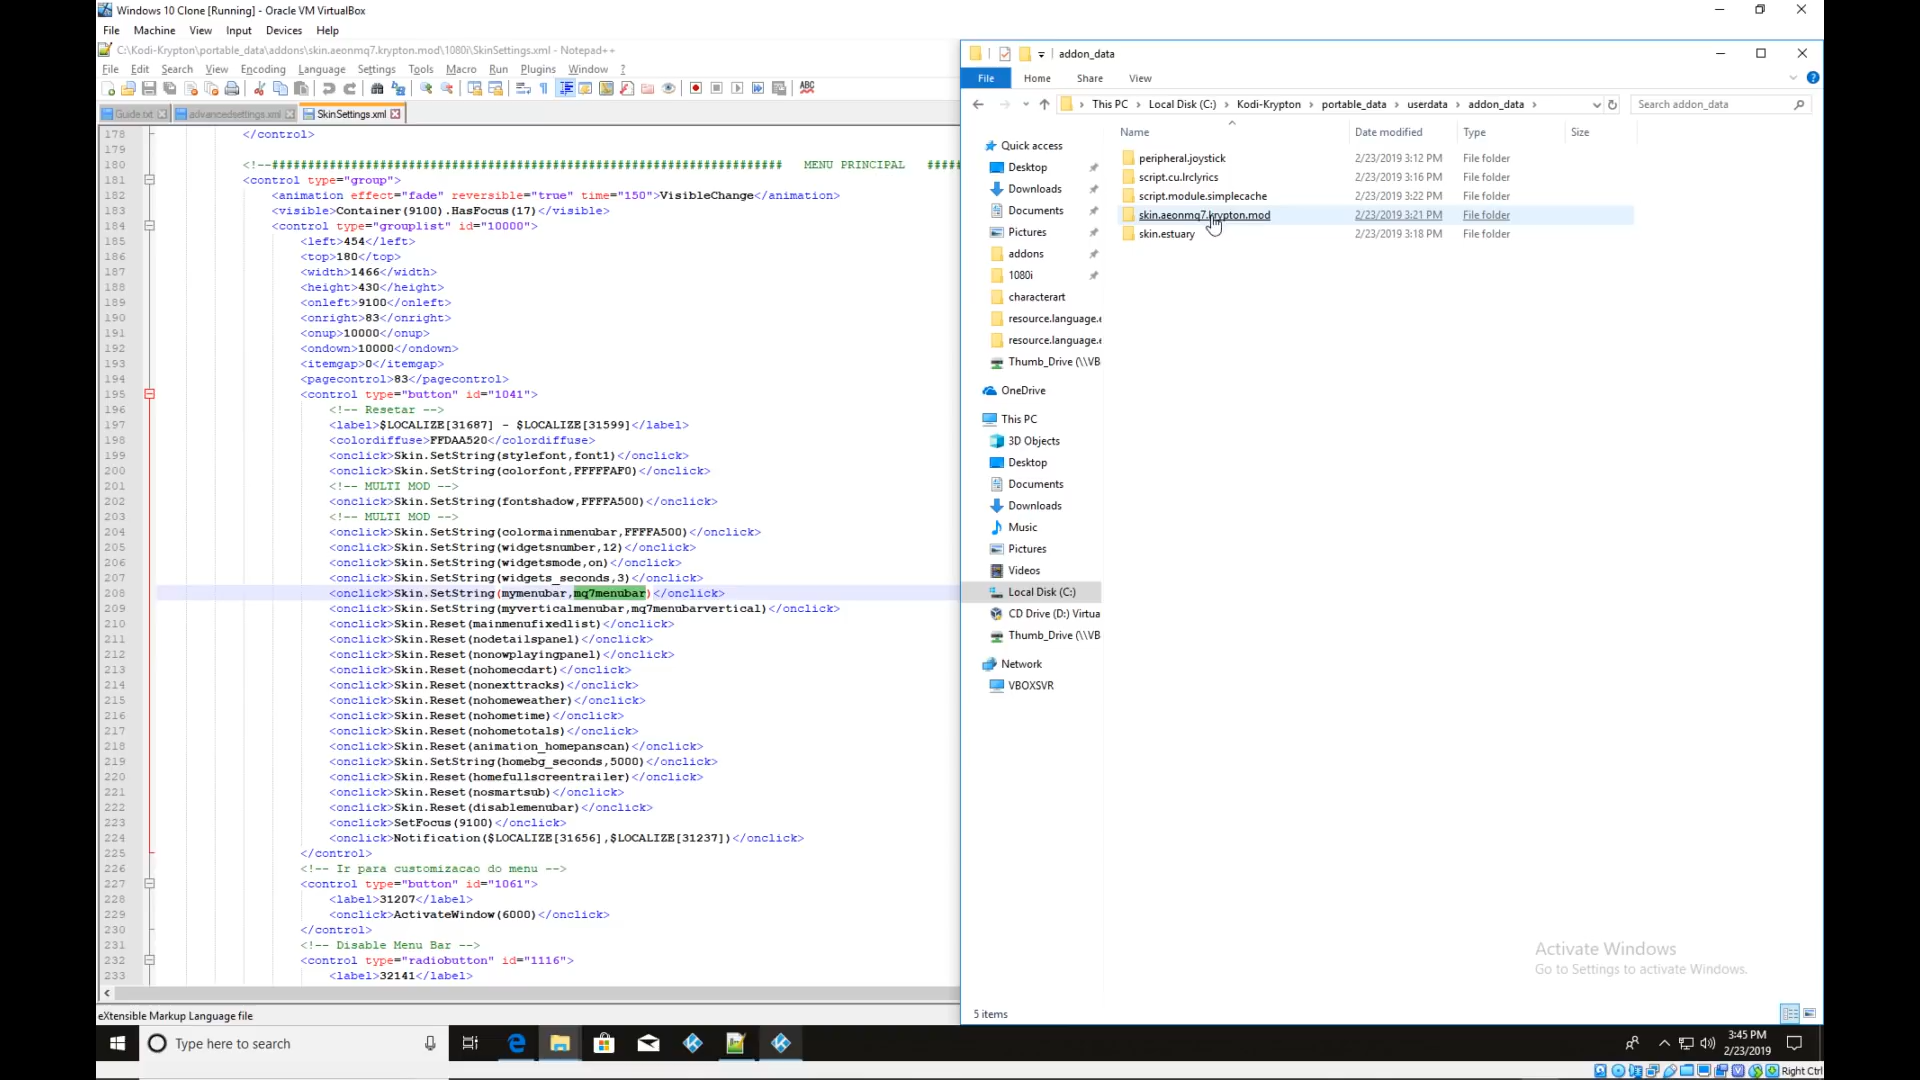 Windows 10 Clone [Running] - Oracle VM VirtualBox
File Machine View Input Devices Help
C:\Kodi-Krypton\portable_data\addons\skin.aeonmq7.krypton.mod\1080i\SkinSettings.xml - Notepad++
File Edit Search View Encoding Language Settings Tools Macro Run Plugins Window ?
ABC
Guide.txt advancedsettings.xml SkinSettings.xml
178 </control>
179
180 <!--######################################################################## MENU PRINCIPAL #####
181 <control type="group">
182 <animation effect="fade" reversible="true" time="150">VisibleChange</animation>
183 <visible>Container(9100).HasFocus(17)</visible>
184 <control type="grouplist" id="10000">
185 <left>454</left>
186 <top>180</top>
187 <width>1466</width>
188 <height>430</height>
189 <onleft>9100</onleft>
190 <onright>83</onright>
191 <onup>10000</onup>
192 <ondown>10000</ondown>
193 <itemgap>0</itemgap>
194 <pagecontrol>83</pagecontrol>
195 <control type="button" id="1041">
196 <!-- Resetar -->
197 <label>$LOCALIZE[31687] - $LOCALIZE[31599]</label>
198 <colordiffuse>FFDAA520</colordiffuse>
199 <onclick>Skin.SetString(stylefont,font1)</onclick>
200 <onclick>Skin.SetString(colorfont,FFFFFAF0)</onclick>
201 <!-- MULTI MOD -->
202 <onclick>Skin.SetString(fontshadow,FFFFA500)</onclick>
203 <!-- MULTI MOD -->
204 <onclick>Skin.SetString(colormainmenubar,FFFFA500)</onclick>
205 <onclick>Skin.SetString(widgetsnumber,12)</onclick>
206 <onclick>Skin.SetString(widgetsmode,on)</onclick>
207 <onclick>Skin.SetString(widgets_seconds,3)</onclick>
208 <onclick>Skin.SetString(mymenubar,mq7menubar)</onclick>
209 <onclick>Skin.SetString(myverticalmenubar,mq7menubarvertical)</onclick>
210 <onclick>Skin.Reset(mainmenufixedlist)</onclick>
211 <onclick>Skin.Reset(nodetailspanel)</onclick>
212 <onclick>Skin.Reset(nonowplayingpanel)</onclick>
213 <onclick>Skin.Reset(nohomecdart)</onclick>
214 <onclick>Skin.Reset(nonexttracks)</onclick>
215 <onclick>Skin.Reset(nohomeweather)</onclick>
216 <onclick>Skin.Reset(nohometime)</onclick>
217 <onclick>Skin.Reset(nohometotals)</onclick>
218 <onclick>Skin.Reset(animation_homepanscan)</onclick>
219 <onclick>Skin.SetString(homebg_seconds,5000)</onclick>
220 <onclick>Skin.Reset(homefullscreentrailer)</onclick>
221 <onclick>Skin.Reset(nosmartsub)</onclick>
222 <onclick>Skin.Reset(disablemenubar)</onclick>
223 <onclick>SetFocus(9100)</onclick>
224 <onclick>Notification($LOCALIZE[31656],$LOCALIZE[31237])</onclick>
225 </control>
226 <!-- Ir para customizacao do menu -->
227 <control type="button" id="1061">
228 <label>31207</label>
229 <onclick>ActivateWindow(6000)</onclick>
230 </control>
231 <!-- Disable Menu Bar -->
232 <control type="radiobutton" id="1116">
233 <label>32141</label>
eXtensible Markup Language file
addon_data
File Home Share View
This PC Local Disk (C:) Kodi-Krypton portable_data userdata addon_data
Search addon_data
Name Date modified Type Size
peripheral.joystick 2/23/2019 3:12 PM File folder
script.cu.lrclyrics 2/23/2019 3:16 PM File folder
script.module.simplecache 2/23/2019 3:22 PM File folder
skin.aeonmq7.krypton.mod 2/23/2019 3:21 PM File folder
skin.estuary 2/23/2019 3:18 PM File folder
Quick access
Desktop
Downloads
Documents
Pictures
addons
1080i
characterart
resource.language.e
resource.language.e
Thumb_Drive (\\VB
OneDrive
This PC
3D Objects
Desktop
Documents
Downloads
Music
Pictures
Videos
Local Disk (C:)
CD Drive (D:) Virtua
Thumb_Drive (\\VB
Network
VBOXSVR
Activate Windows
Go to Settings to activate Windows.
5 items
Type here to search
3:45 PM
2/23/2019
Right Ctrl